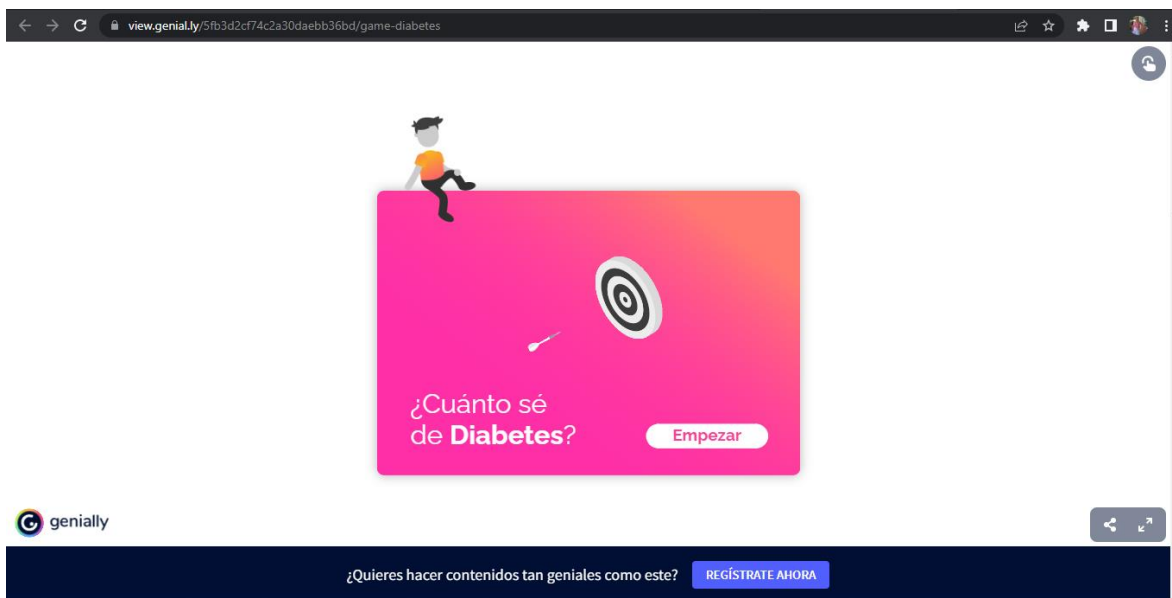 view.genial.ly/5fb3d2cf74c2a30daebb36bd/game-diabetes
¿Cuánto sé
de Diabetes?
Empezar
genially
¿Quieres hacer contenidos tan geniales como este? REGÍSTRATE AHORA